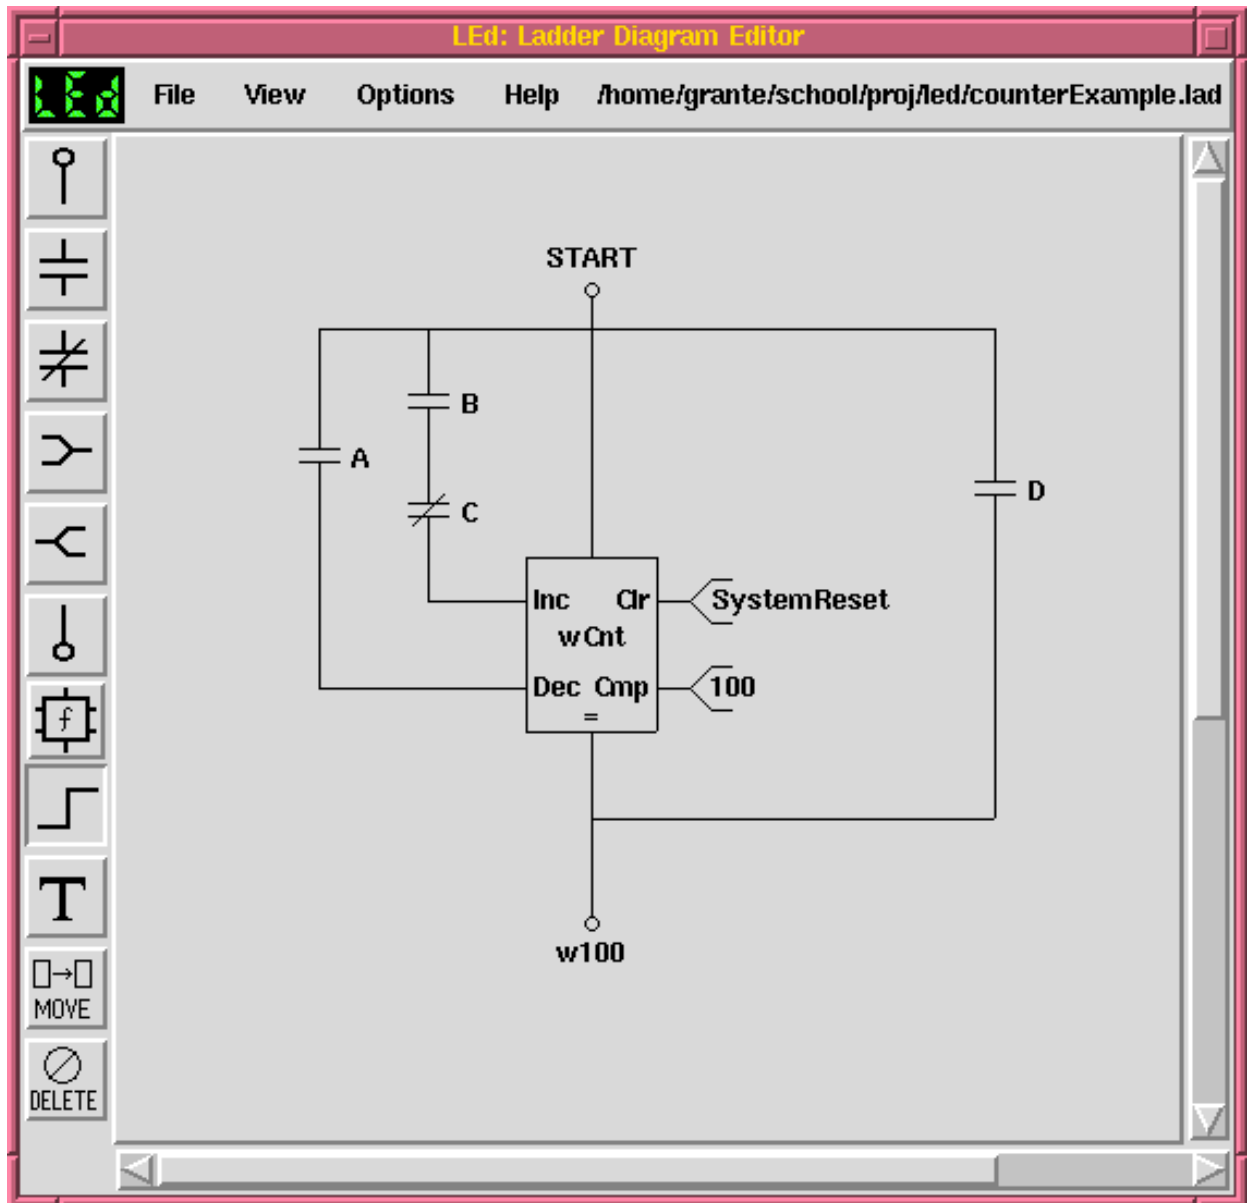 LEd: Ladder Diagram Editor
LEd File View Options Help /home/grante/school/proj/led/counterExample.lad
START
B
A
C
D
Inc Clr SystemReset
wCnt
Dec Cmp 100
=
w100
f
T
MOVE
DELETE